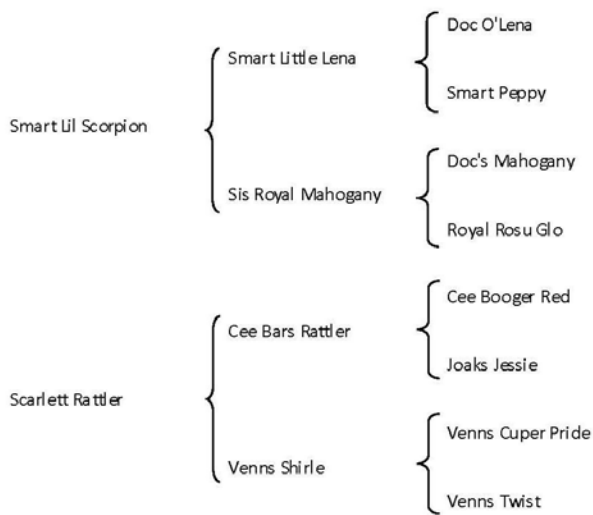 Doc O'Lena
Smart Little Lena
Smart Peppy
Smart Lil Scorpion
Doc's Mahogany
Sis Royal Mahogany
Royal Rosu Glo
Cee Booger Red
Cee Bars Rattler
Joaks Jessie
Scarlett Rattler
Venns Cuper Pride
Venns Shirle
Venns Twist